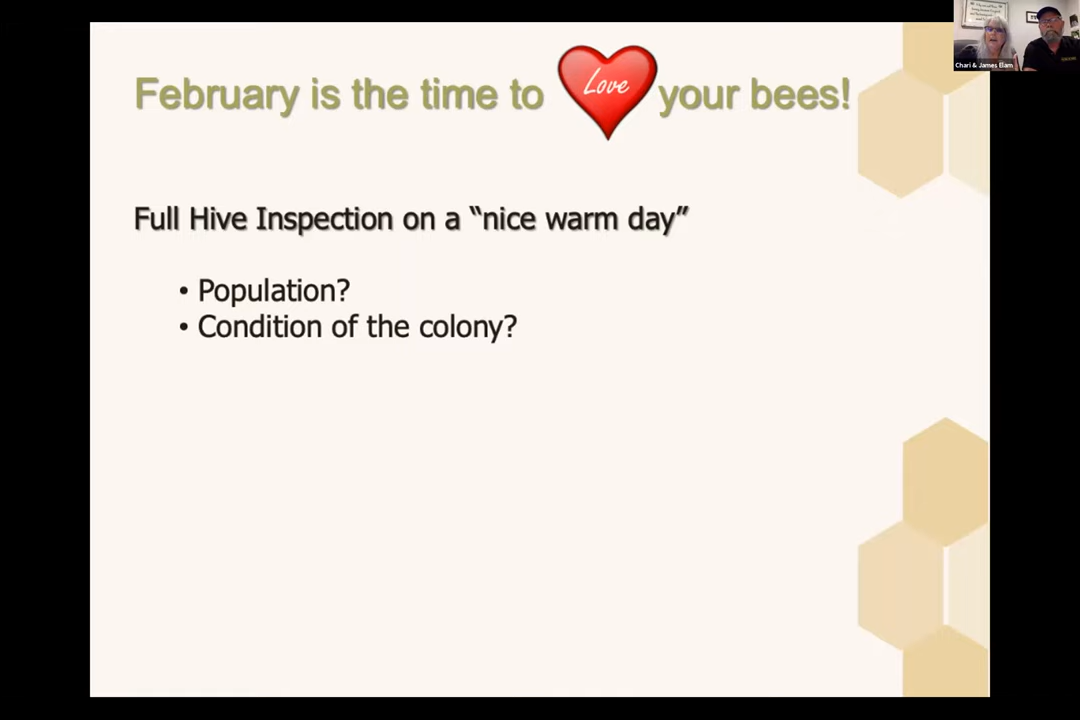 February is the time to Love your bees!
Full Hive Inspection on a “nice warm day”
• Population?
• Condition of the colony?
Chari & James Elam